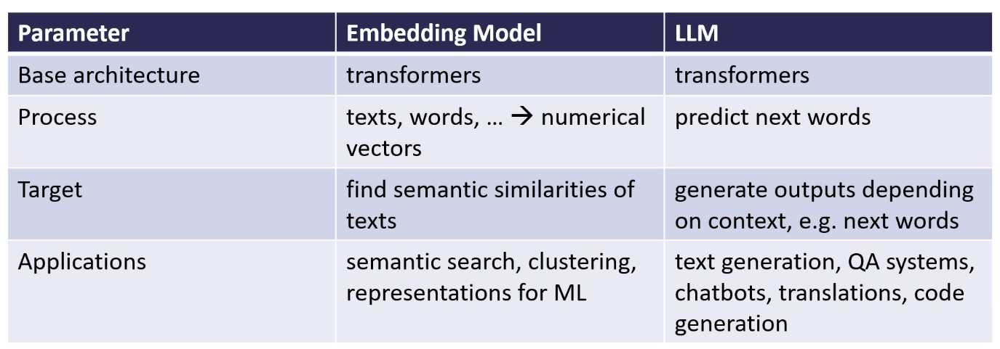 Parameter Embedding Model LLM
Base architecture transformers transformers
Process texts, words, … → numerical predict next words
vectors
Target find semantic similarities of generate outputs depending
texts on context, e.g. next words
Applications semantic search, clustering, text generation, QA systems,
representations for ML chatbots, translations, code
generation